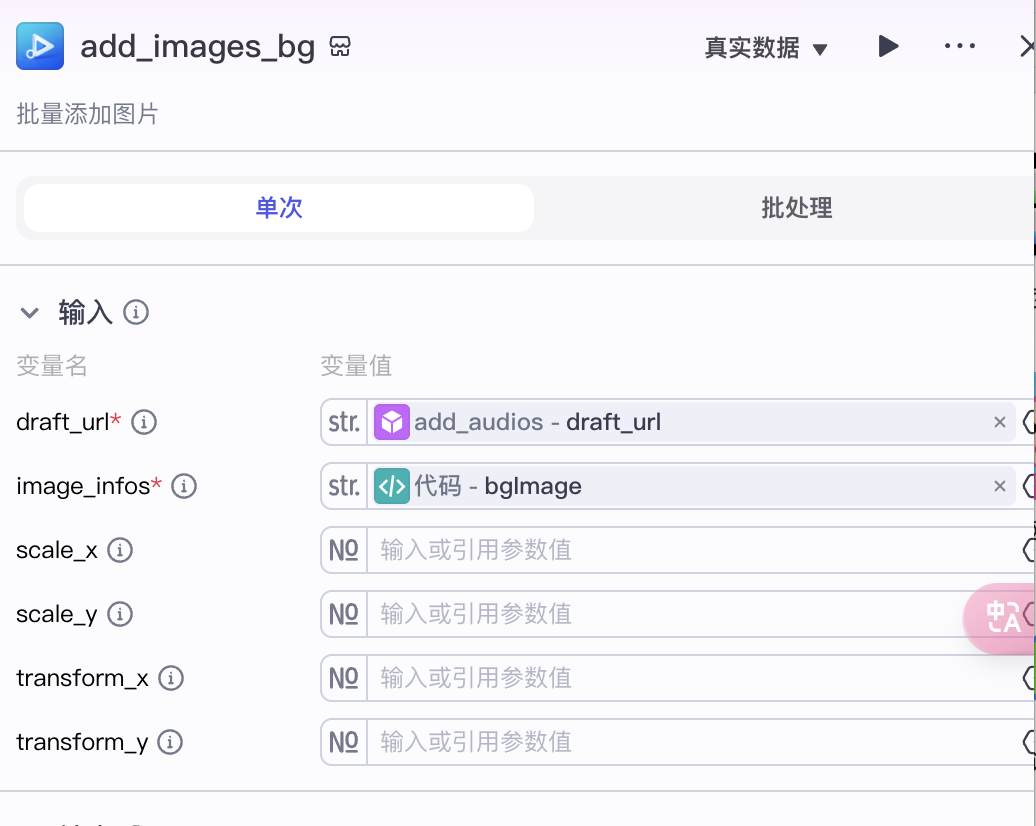 add_images_bg 真实数据
批量添加图片
单次 批处理
输入
变量名 变量值
draft_url* str. add_audios - draft_url
image_infos* str. 代码 - bgImage
scale_x NO 输入或引用参数值
scale_y NO 输入或引用参数值
中A
transform_x NO 输入或引用参数值
transform_y NO 输入或引用参数值